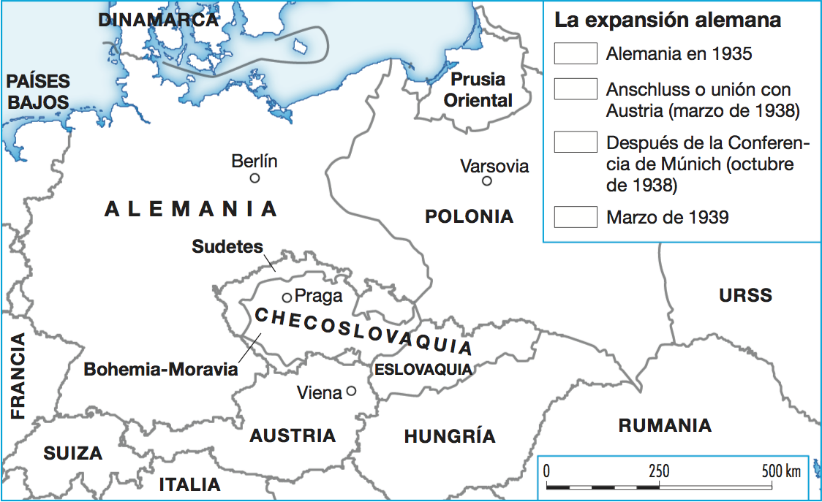 DINAMARCA
La expansión alemana
Alemania en 1935
Anschluss o unión con
Austria (marzo de 1938)
Después de la Conferen-
cia de Múnich (octubre
de 1938)
Marzo de 1939
PAÍSES
BAJOS
Prusia
Oriental
Berlín
Varsovia
ALEMANIA
POLONIA
Sudetes
Praga
URSS
CHECOSLOVAQUIA
FRANCIA
Bohemia-Moravia
ESLOVAQUIA
Viena
RUMANIA
AUSTRIA
HUNGRÍA
SUIZA
ITALIA
0 250 500 km